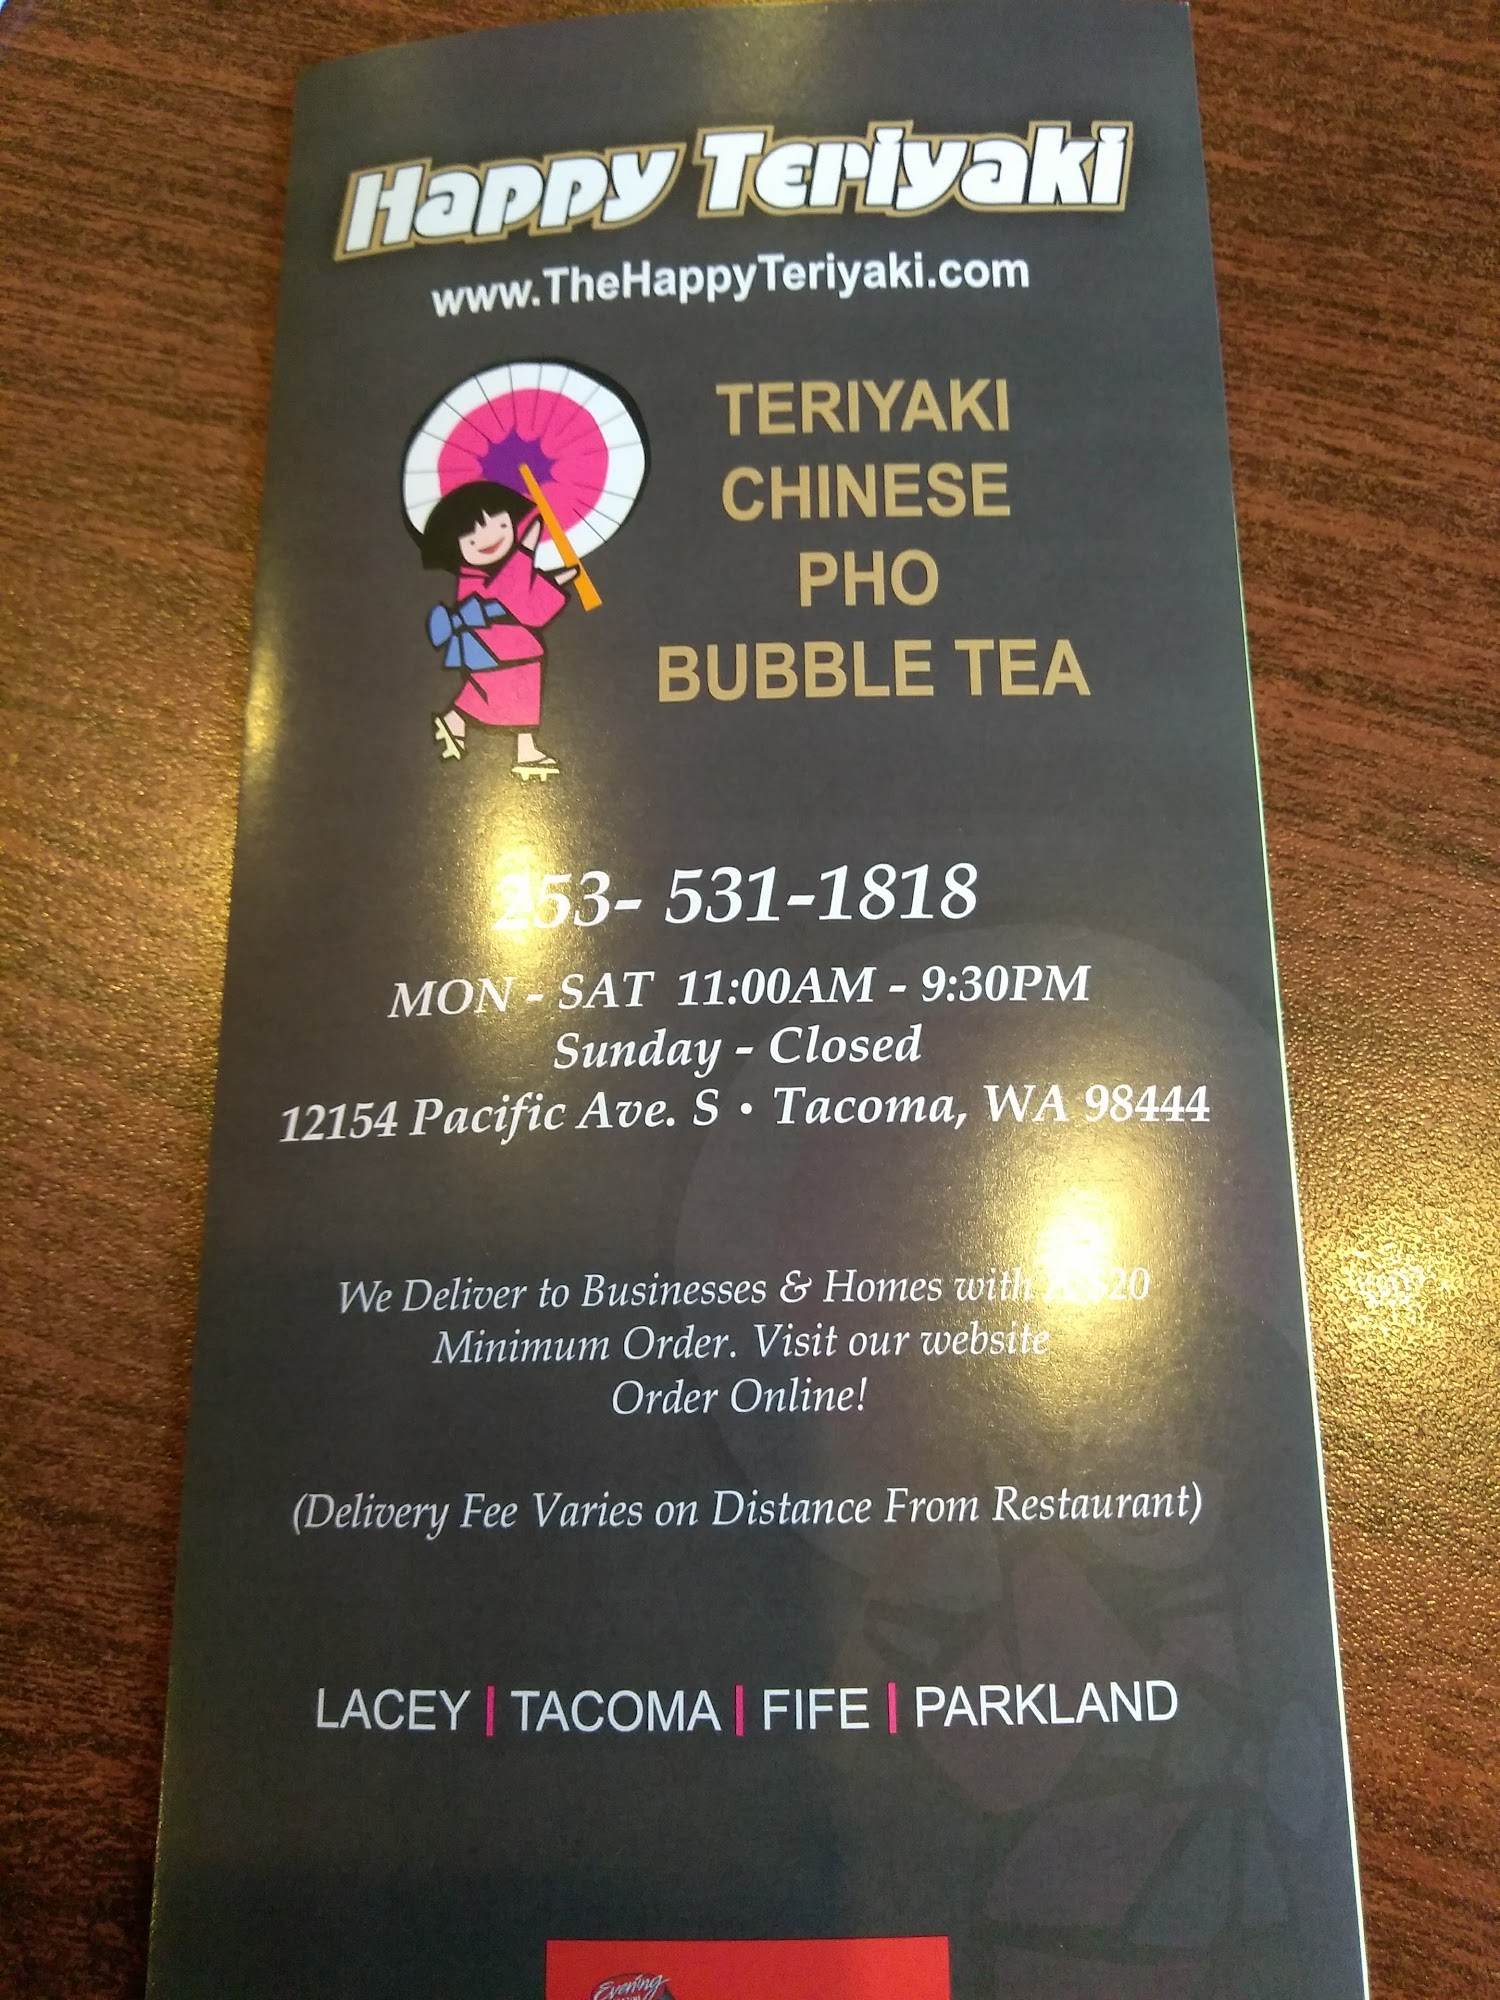 Happy Teriyaki
www.TheHappyTeriyaki.com
TERIYAKI
CHINESE
PHO
BUBBLE TEA
253- 531-1818
MON - SAT 11:00AM - 9:30PM
Sunday - Closed
12154 Pacific Ave. S • Tacoma, WA 98444
We Deliver to Businesses & Homes with A $20
Minimum Order. Visit our website
Order Online!
(Delivery Fee Varies on Distance From Restaurant)
LACEY | TACOMA | FIFE | PARKLAND
Evening